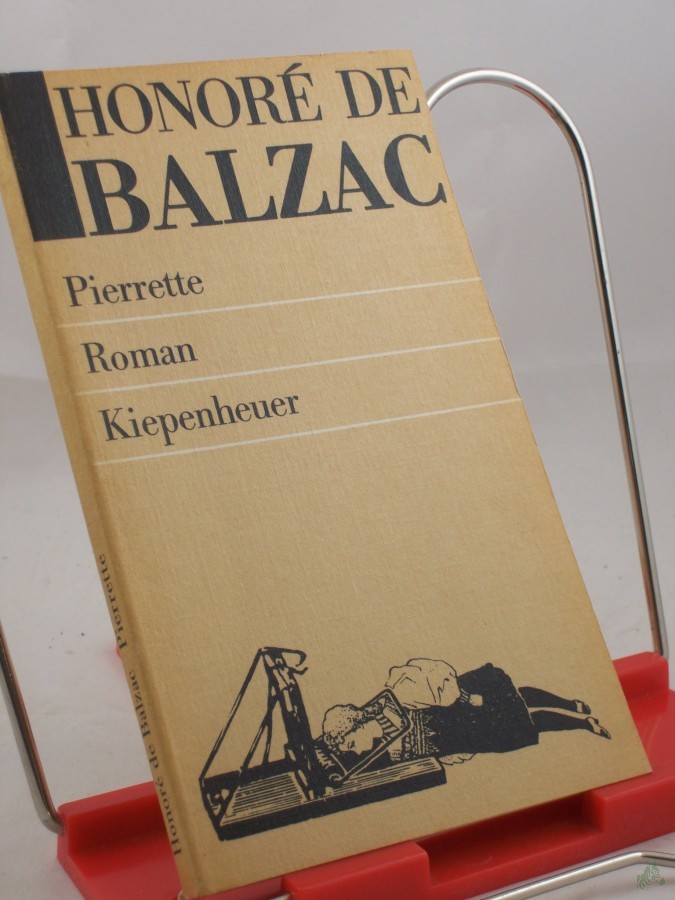 HONORÉ DE
BALZAC
Pierrette
Roman
Kiepenheuer
Honoré de Balzac Pierrette